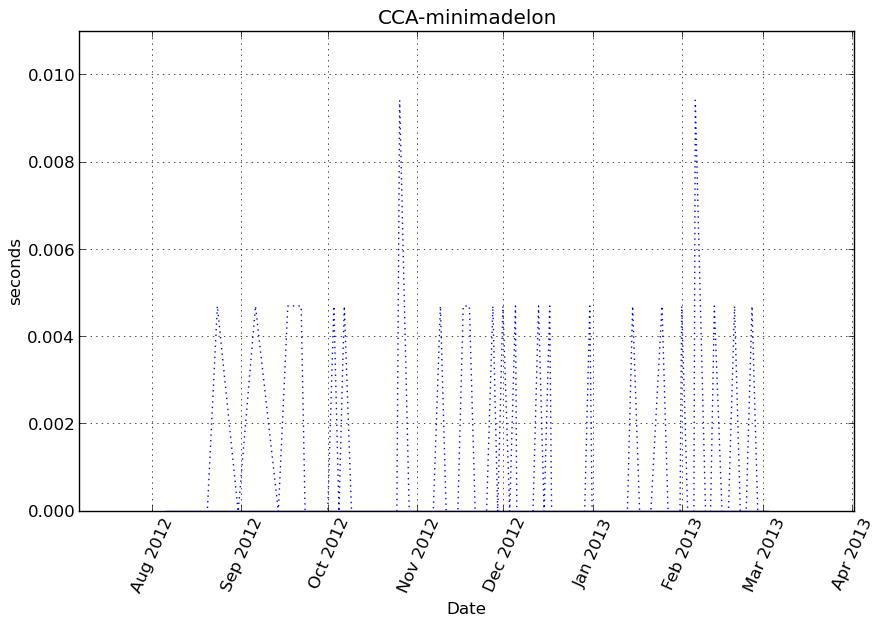 CCA-minimadelon
0.010
0.008
0.006
0.004
0.002
0.000
seconds
Aug 2012
Sep 2012
Oct 2012
Nov 2012
Dec 2012
Jan 2013
Feb 2013
Mar 2013
Apr 2013
Date